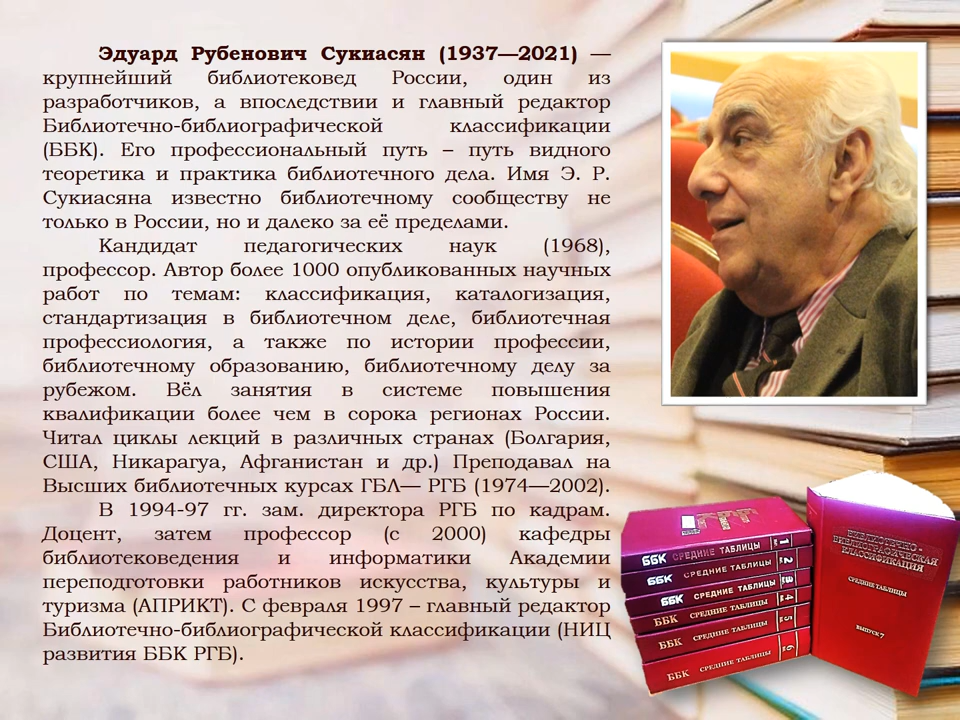 Эдуард Рубенович Сукиасян (1937—2021) —
крупнейший библиотековед России, один из
разработчиков, а впоследствии и главный редактор
Библиотечно-библиографической классификации
(ББК). Его профессиональный путь – путь видного
теоретика и практика библиотечного дела. Имя Э. Р.
Сукиасяна известно библиотечному сообществу не
только в России, но и далеко за её пределами.
Кандидат педагогических наук (1968),
профессор. Автор более 1000 опубликованных научных
работ по темам: классификация, каталогизация,
стандартизация в библиотечном деле, библиотечная
профессиология, а также по истории профессии,
библиотечному образованию, библиотечному делу за
рубежом. Вёл занятия в системе повышения
квалификации более чем в сорока регионах России.
Читал циклы лекций в различных странах (Болгария,
США, Никарагуа, Афганистан и др.) Преподавал на
Высших библиотечных курсах ГБЛ— РГБ (1974—2002).
В 1994-97 гг. зам. директора РГБ по кадрам.
Доцент, затем профессор (с 2000) кафедры
библиотековедения и информатики Академии
переподготовки работников искусства, культуры и
туризма (АПРИКТ). С февраля 1997 – главный редактор
Библиотечно-библиографической классификации (НИЦ
развития ББК РГБ).
ББК СРЕДНИЕ ТАБЛИЦЫ 1
ББК СРЕДНИЕ ТАБЛИЦЫ 2
ББК СРЕДНИЕ ТАБЛИЦЫ 3
ББК СРЕДНИЕ ТАБЛИЦЫ 4
ББК СРЕДНИЕ ТАБЛИЦЫ 5
ББК СРЕДНИЕ ТАБЛИЦЫ 6
БИБЛИОТЕЧНО-
БИБЛИОГРАФИЧЕСКАЯ
КЛАССИФИКАЦИЯ
СРЕДНИЕ ТАБЛИЦЫ
ВЫПУСК 7